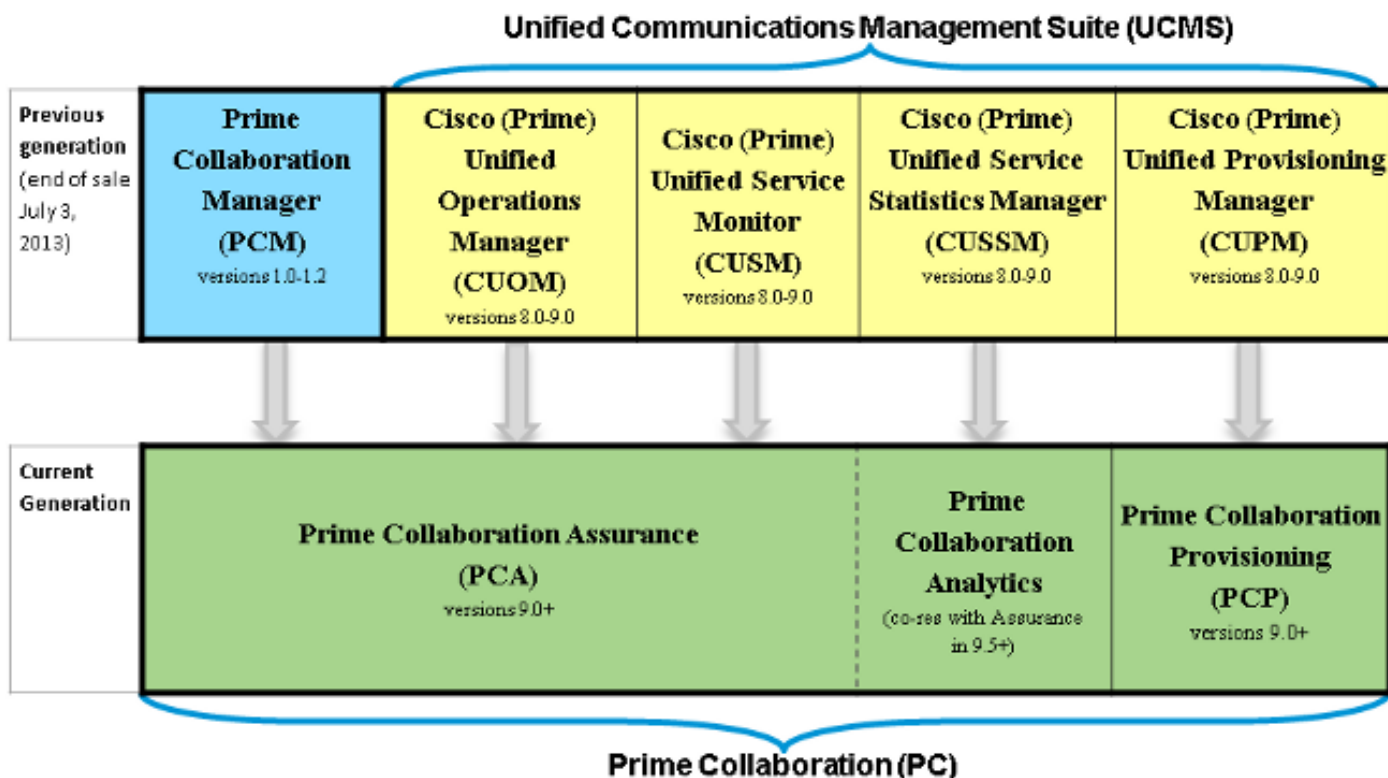 Unified Communications Management Suite (UCMS)
Previous
generation
(end of sale
July 3,
2013)
Prime
Collaboration
Manager
(PCM)
versions 1.0-1.2
Cisco (Prime)
Unified
Operations
Manager
(CUOM)
versions 8.0-9.0
Cisco (Prime)
Unified Service
Monitor
(CUSM)
versions 8.0-9.0
Cisco (Prime)
Unified Service
Statistics Manager
(CUSSM)
versions 8.0-9.0
Cisco (Prime)
Unified Provisioning
Manager
(CUPM)
versions 8.0-9.0
Current
Generation
Prime Collaboration Assurance
(PCA)
versions 9.0+
Prime
Collaboration
Analytics
(co-res with Assurance
in 9.5+)
Prime Collaboration
Provisioning
(PCP)
versions 9.0+
Prime Collaboration (PC)